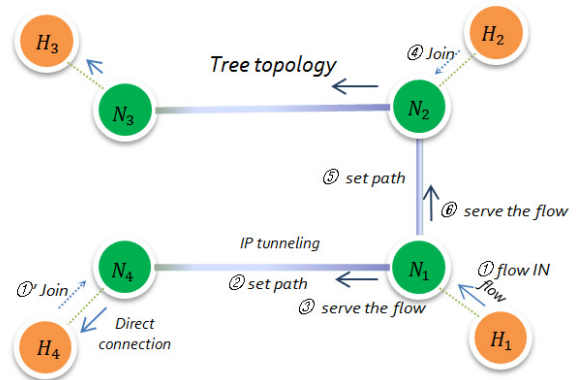 H₃
H₂
④ Join
Tree topology
N₃
N₂
⑤ set path
⑥ serve the flow
IP tunneling
N₄
N₁
① flow IN
flow
①' Join
② set path
③ serve the flow
Direct
connection
H₄
H₁